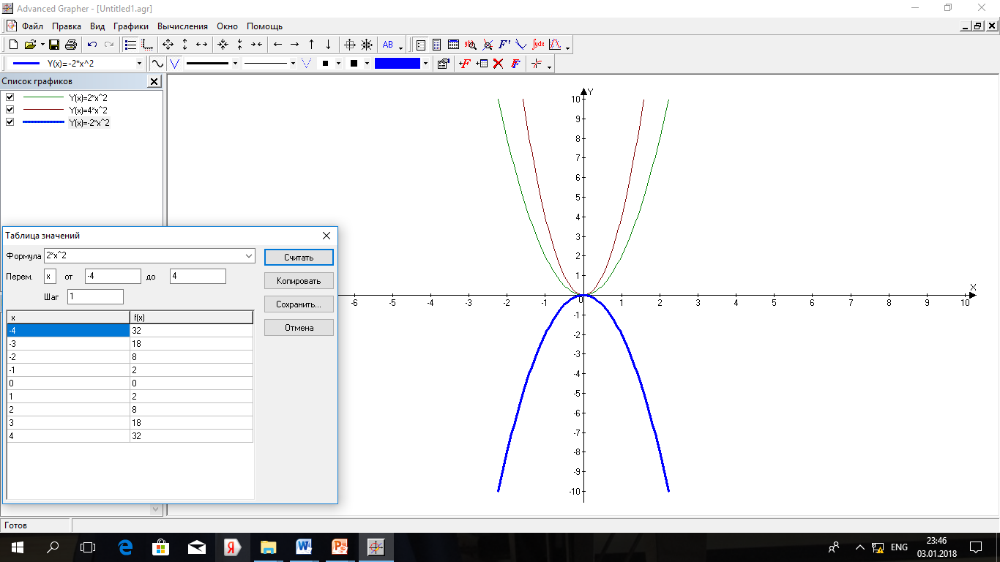 Advanced Grapher - [Untitled1.agr]
Файл Правка Вид Графики Вычисления Окно Помощь
AB F' ∫ydx
Y(x)=-2*x^2 +F F
Список графиков
Y(x)=2*x^2
Y(x)=4*x^2
Y(x)=-2*x^2
Таблица значений
Формула 2*x^2 Считать
Перем. x от -4 до 4 Копировать
Шаг 1 Сохранить...
Отмена
x f(x)
-4 32
-3 18
-2 8
-1 2
0 0
1 2
2 8
3 18
4 32
Y
10
9
8
7
6
5
4
3
2
1
X
-6 -5 -4 -3 -2 -1 0 1 2 3 4 5 6 7 8 9 10
-1
-2
-3
-4
-5
-6
-7
-8
-9
-10
Готов
ENG 23:46
03.01.2018